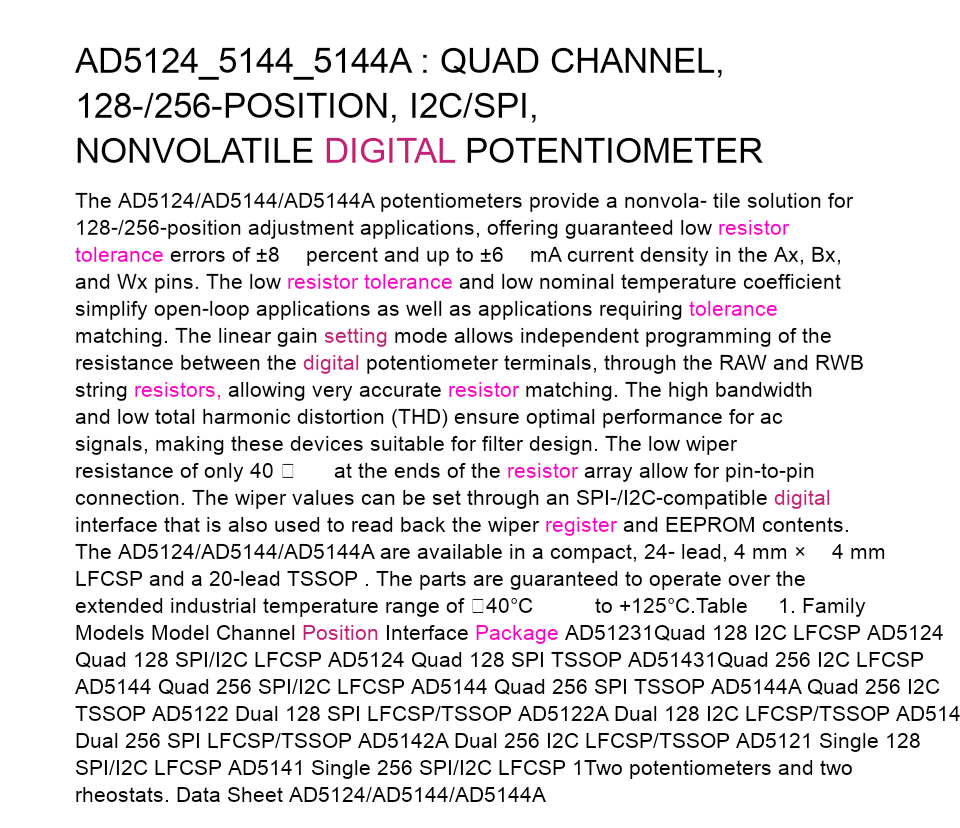 AD5124_5144_5144A : QUAD CHANNEL,
128-/256-POSITION, I2C/SPI,
NONVOLATILE DIGITAL POTENTIOMETER
The AD5124/AD5144/AD5144A potentiometers provide a nonvola- tile solution for
128-/256-position adjustment applications, offering guaranteed low resistor
tolerance errors of ±8 percent and up to ±6 mA current density in the Ax, Bx,
and Wx pins. The low resistor tolerance and low nominal temperature coefficient
simplify open-loop applications as well as applications requiring tolerance
matching. The linear gain setting mode allows independent programming of the
resistance between the digital potentiometer terminals, through the RAW and RWB
string resistors, allowing very accurate resistor matching. The high bandwidth
and low total harmonic distortion (THD) ensure optimal performance for ac
signals, making these devices suitable for filter design. The low wiper
resistance of only 40 at the ends of the resistor array allow for pin-to-pin
connection. The wiper values can be set through an SPI-/I2C-compatible digital
interface that is also used to read back the wiper register and EEPROM contents.
The AD5124/AD5144/AD5144A are available in a compact, 24- lead, 4 mm × 4 mm
LFCSP and a 20-lead TSSOP . The parts are guaranteed to operate over the
extended industrial temperature range of 40°C to +125°C.Table 1. Family
Models Model Channel Position Interface Package AD51231Quad 128 I2C LFCSP AD5124
Quad 128 SPI/I2C LFCSP AD5124 Quad 128 SPI TSSOP AD51431Quad 256 I2C LFCSP
AD5144 Quad 256 SPI/I2C LFCSP AD5144 Quad 256 SPI TSSOP AD5144A Quad 256 I2C
TSSOP AD5122 Dual 128 SPI LFCSP/TSSOP AD5122A Dual 128 I2C LFCSP/TSSOP AD514
Dual 256 SPI LFCSP/TSSOP AD5142A Dual 256 I2C LFCSP/TSSOP AD5121 Single 128
SPI/I2C LFCSP AD5141 Single 256 SPI/I2C LFCSP 1Two potentiometers and two
rheostats. Data Sheet AD5124/AD5144/AD5144A